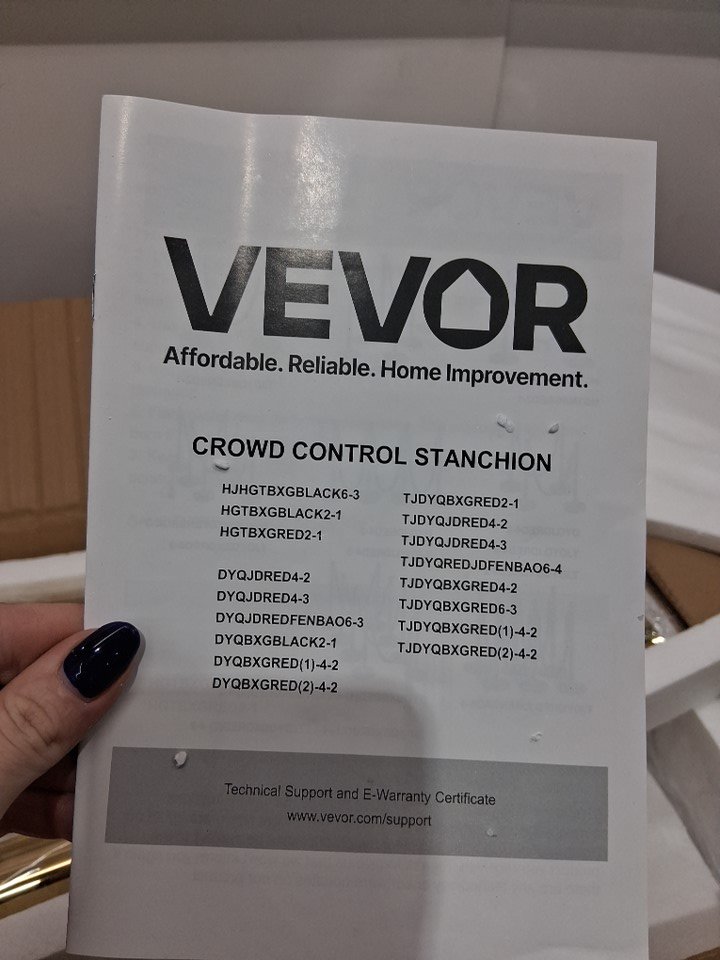 VEVOR
Affordable. Reliable. Home Improvement.
CROWD CONTROL STANCHION
HJHGTBXGBLACK6-3
HGTBXGBLACK2-1
HGTBXGRED2-1
DYQJDRED4-2
DYQJDRED4-3
DYQJDREDFENBAO6-3
DYQBXGBLACK2-1
DYQBXGRED(1)-4-2
DYQBXGRED(2)-4-2
TJDYQBXGRED2-1
TJDYQJDRED4-2
TJDYQJDRED4-3
TJDYQREDJDFENBAO6-4
TJDYQBXGRED4-2
TJDYQBXGRED6-3
TJDYQBXGRED(1)-4-2
TJDYQBXGRED(2)-4-2
Technical Support and E-Warranty Certificate
www.vevor.com/support